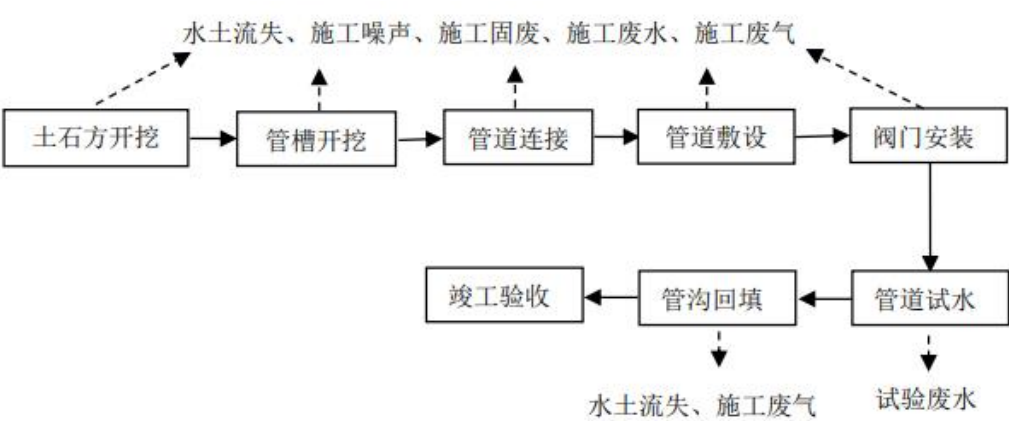 水土流失、施工噪声、施工固废、施工废水、施工废气
土石方开挖
管槽开挖
管道连接
管道敷设
阀门安装
竣工验收
管沟回填
管道试水
水土流失、施工废气
试验废水